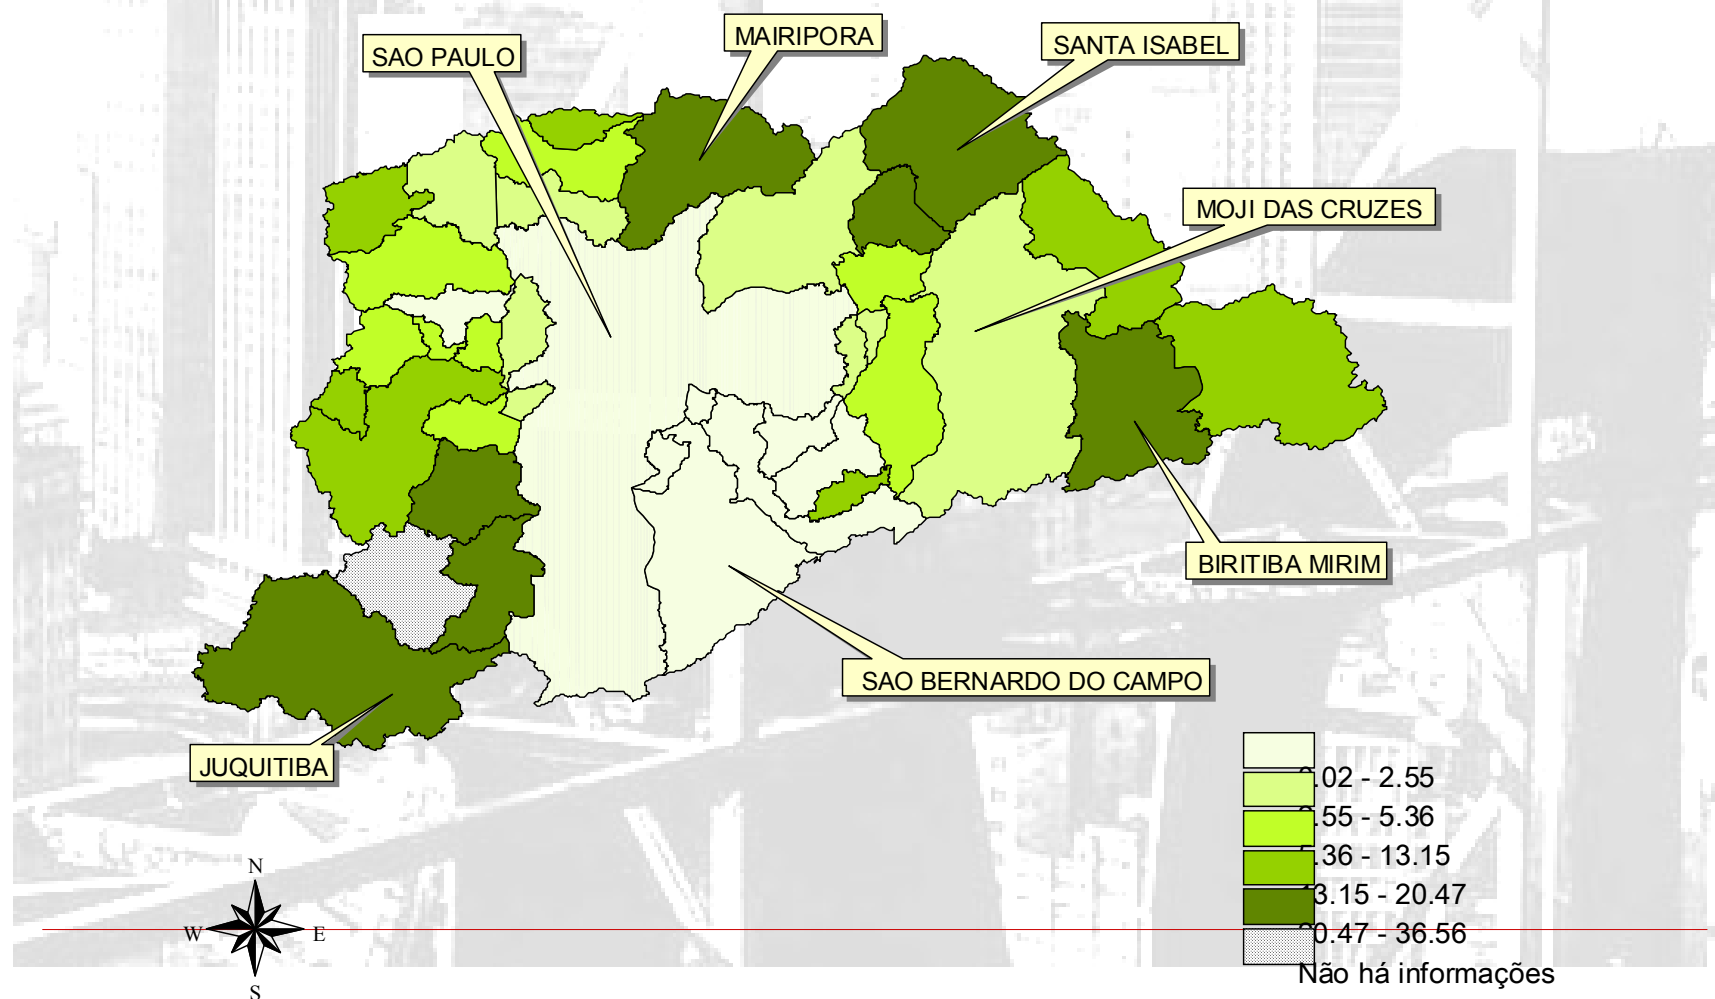 MAIRIPORA
SANTA ISABEL
SAO PAULO
MOJI DAS CRUZES
BIRITIBA MIRIM
SAO BERNARDO DO CAMPO
JUQUITIBA
.02 - 2.55
.55 - 5.36
.36 - 13.15
3.15 - 20.47
0.47 - 36.56
Não há informações
N
W E
S